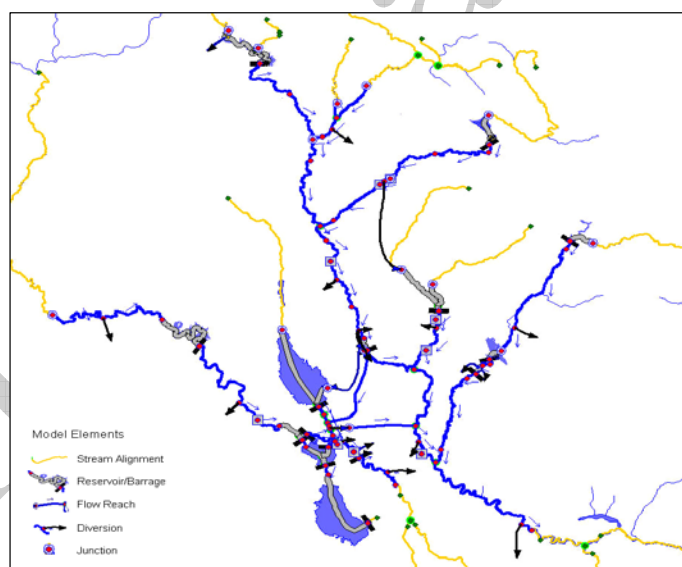 Model Elements
Stream Alignment
Reservoir/Barrage
Flow Reach
Diversion
Junction